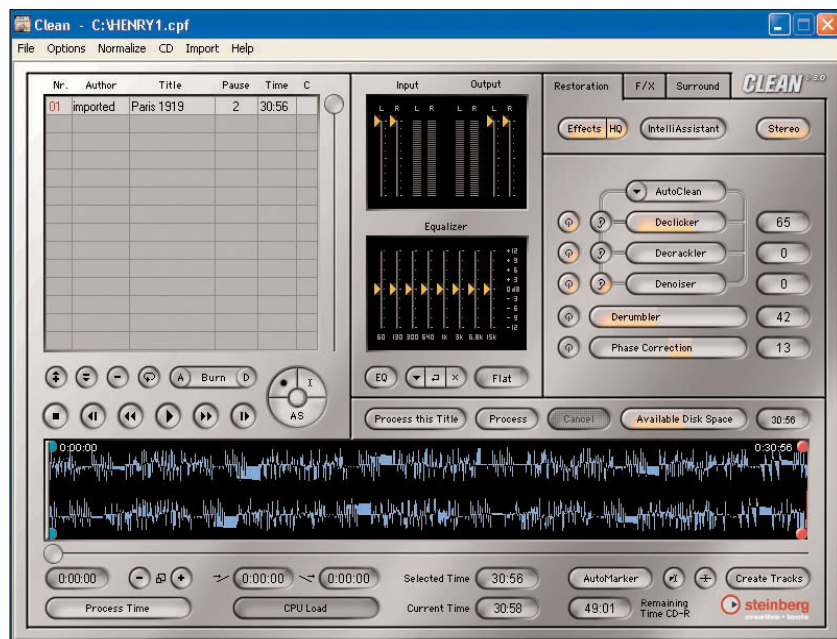 Clean - C:\HENRY1.cpf
File Options Normalize CD Import Help
Nr. Author Title Pause Time C
01 imported Paris 1919 2 30:56
Input Output
L R L R L R L R
Equalizer
+12
+ 9
+ 6
+ 3
0dB
- 3
- 6
- 9
-12
60 130 300 640 1k 3k 6.8k 15k
EQ × Flat
Restoration F/X Surround CLEAN 3.0
Effects HQ IntelliAssistant Stereo
AutoClean
Declicker 65
Decrackler 0
Denoiser 0
Derumbler 42
Phase Correction 13
A Burn D
I
AS
Process this Title Process Cancel Available Disk Space 30:56
0:00:00 0:30:56
0:00:00 0:00:00 0:00:00 Selected Time 30:56 AutoMarker Create Tracks
Process Time CPU Load Current Time 30:58 49:01 Remaining Time CD-R
steinberg
creative · tools